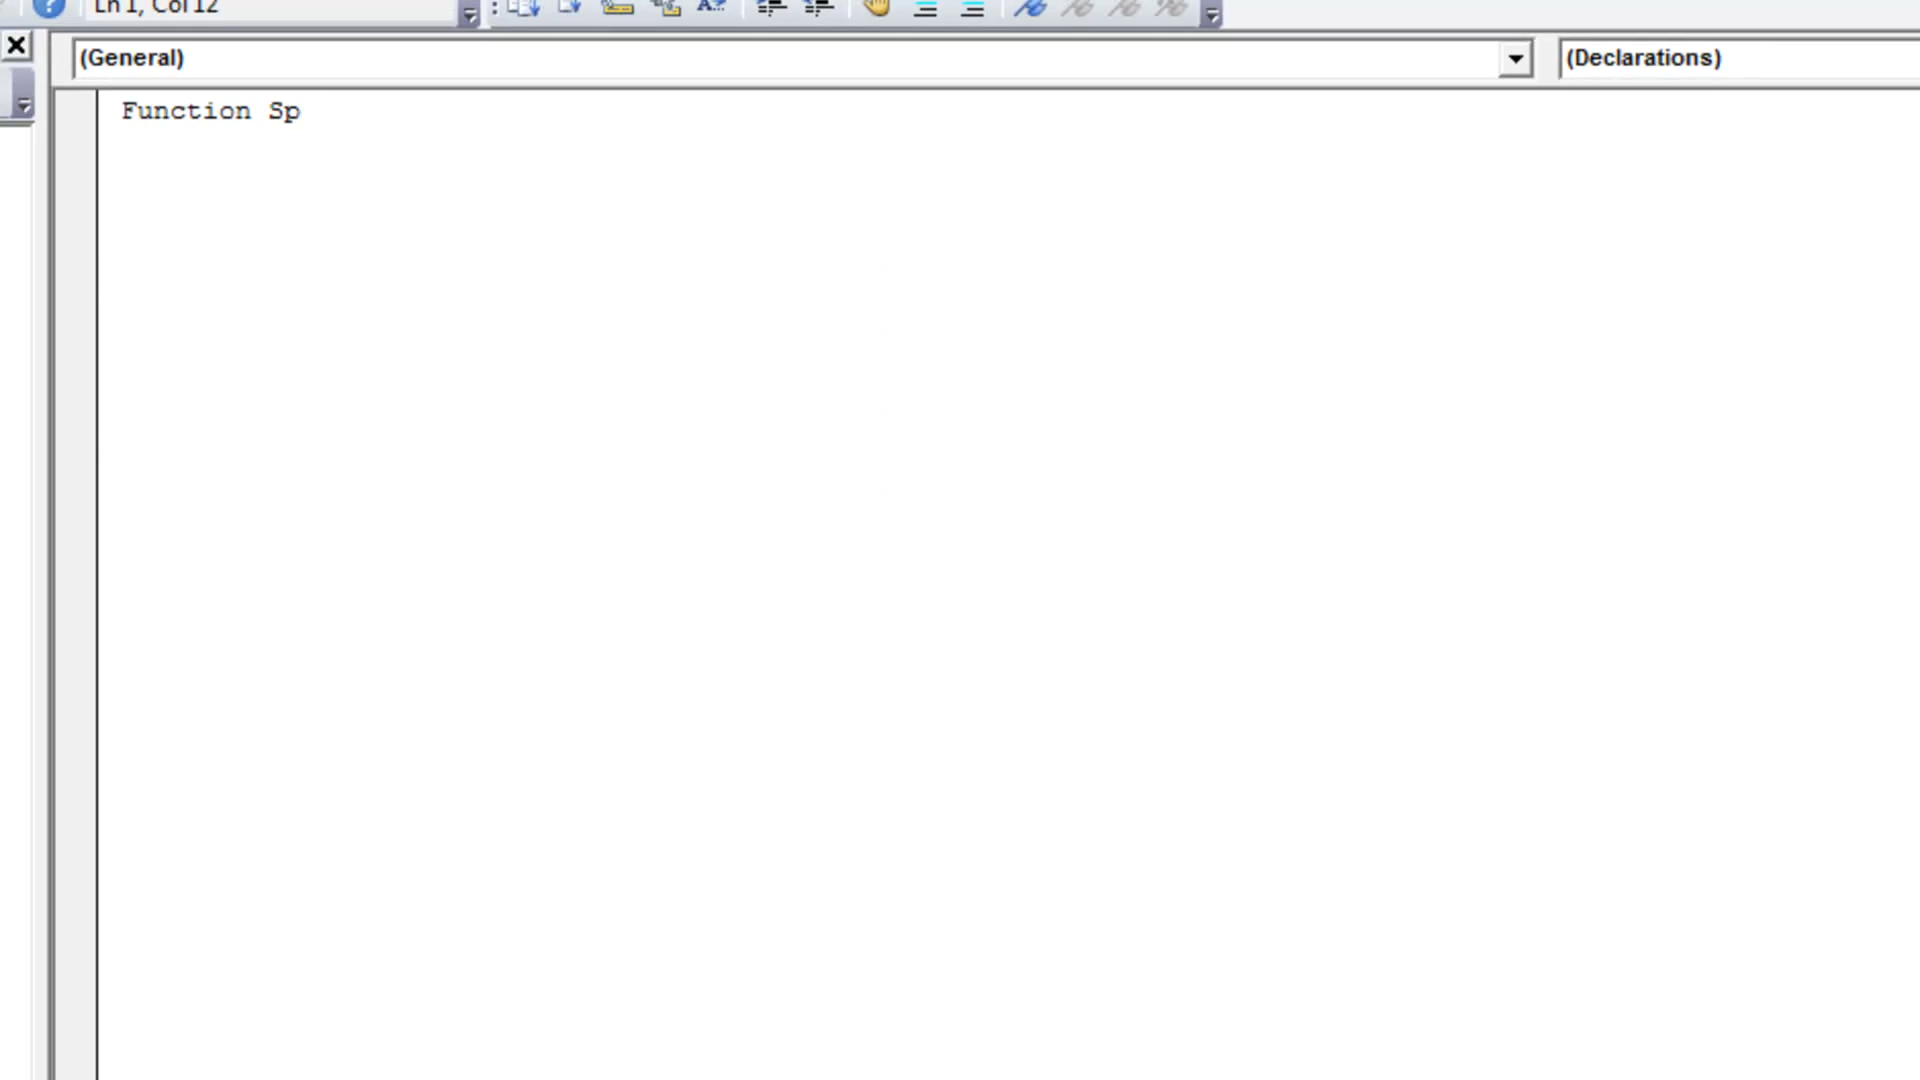 Ln 1, Col 12
(General)
(Declarations)
Function Sp